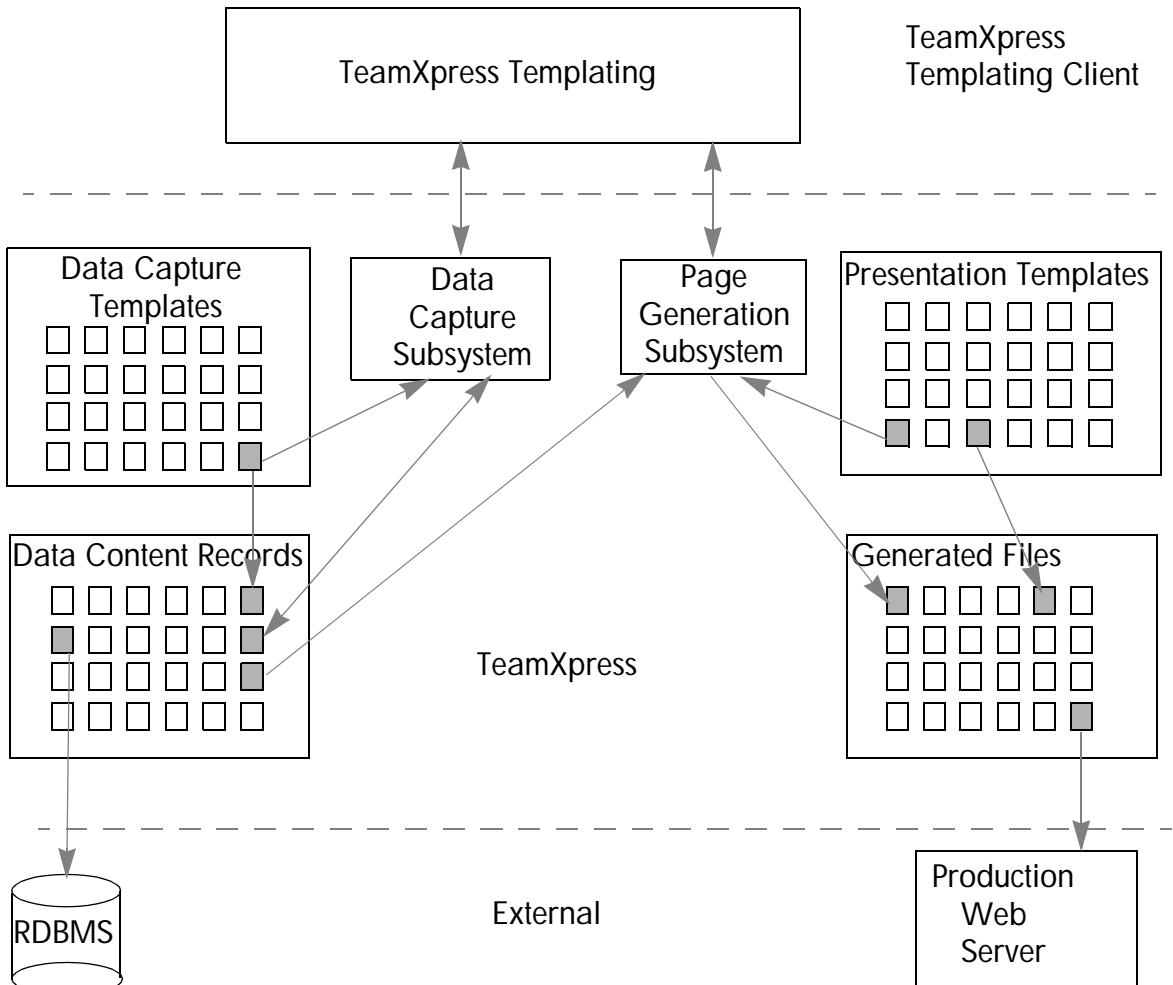 TeamXpress Templating
TeamXpress
Templating Client
Data Capture
Templates
Data
Capture
Subsystem
Page
Generation
Subsystem
Presentation Templates
Data Content Records
Generated Files
TeamXpress
RDBMS
External
Production
Web
Server